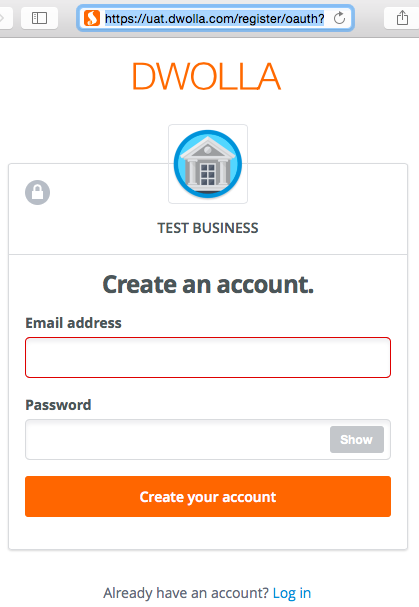 https://uat.dwolla.com/register/oauth?
DWOLLA
TEST BUSINESS
Create an account.
Email address
Password
Show
Create your account
Already have an account? Log in